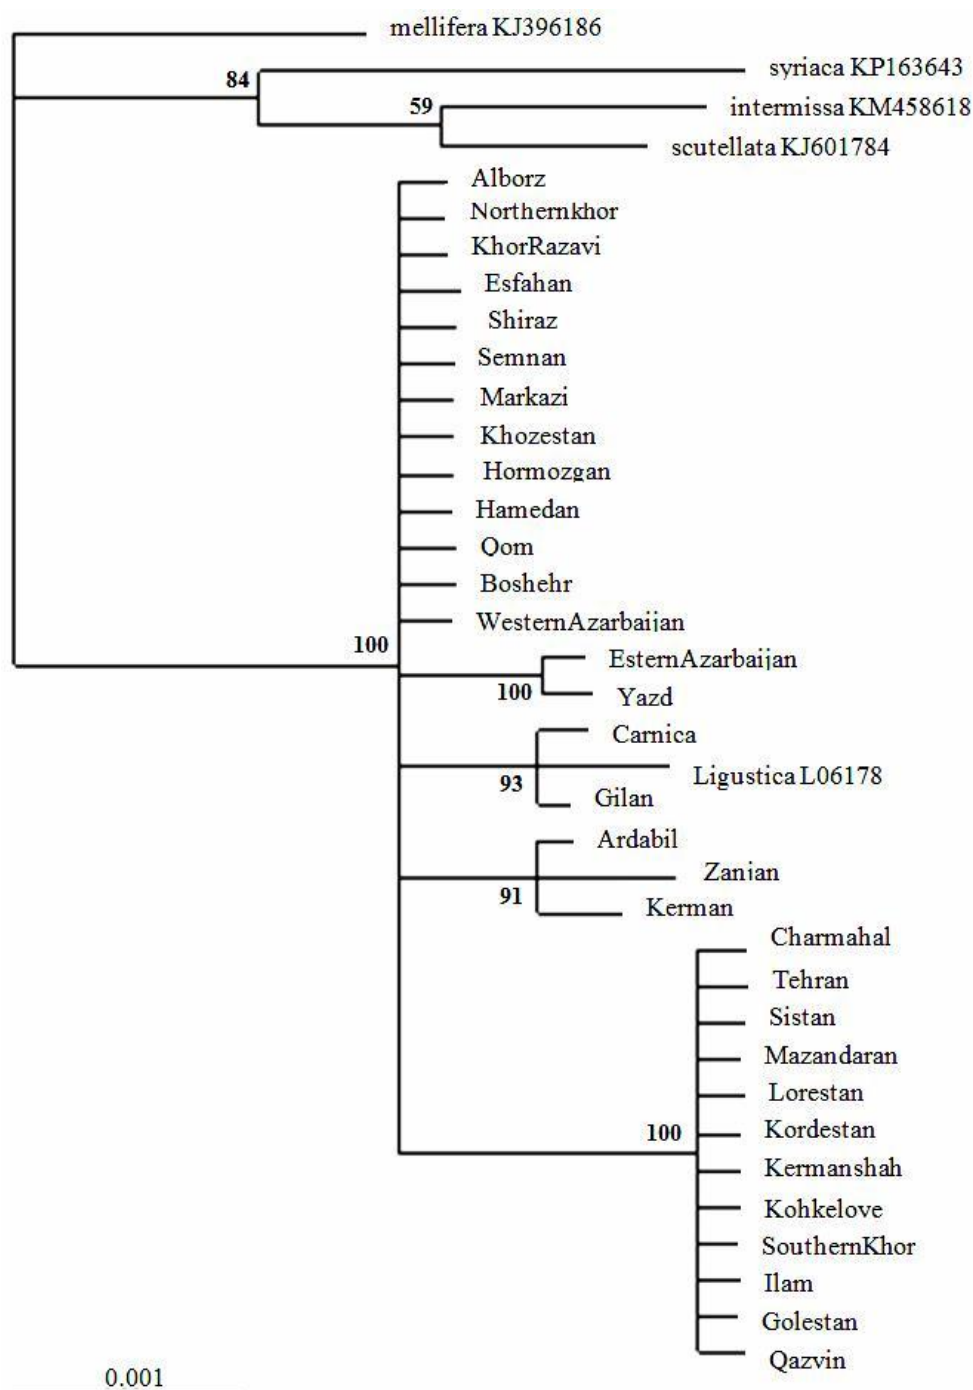 mellifera KJ396186
84
syriaca KP163643
59
intermissa KM458618
scutellata KJ601784
Alborz
Northernkhor
KhorRazavi
Esfahan
Shiraz
Semnan
Markazi
Khozestan
Hormozgan
Hamedan
Qom
Boshehr
WesternAzarbaijan
100
EsternAzarbaijan
100
Yazd
Carnica
Ligustica L06178
93
Gilan
Ardabil
Zanian
91
Kerman
Charmahal
Tehran
Sistan
Mazandaran
Lorestan
100
Kordestan
Kermanshah
Kohkelove
SouthernKhor
Ilam
Golestan
Qazvin
0.001